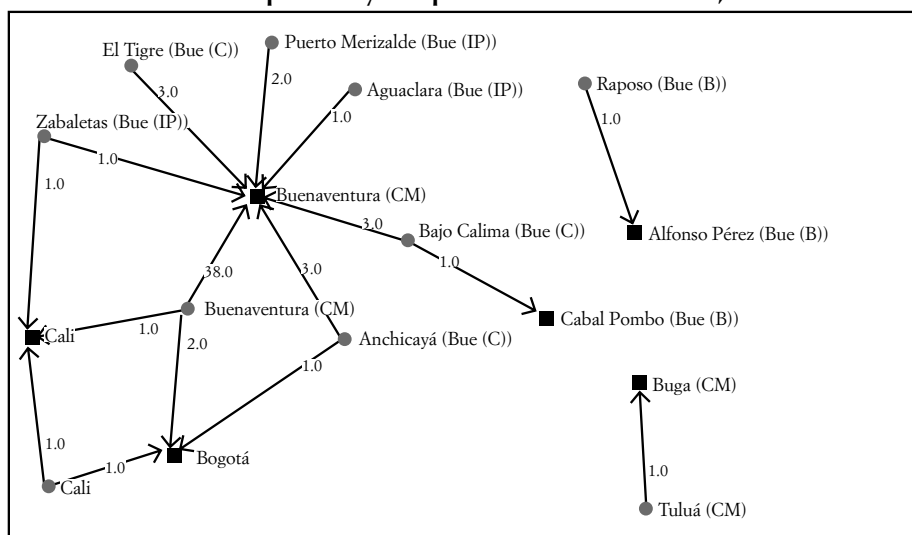 El Tigre (Bue (C))
Puerto Merizalde (Bue (IP))
3.0
2.0
Aguaclara (Bue (IP))
Raposo (Bue (B))
1.0
1.0
Zabaletas (Bue (IP))
1.0
1.0
Buenaventura (CM)
3.0
Bajo Calima (Bue (C))
Alfonso Pérez (Bue (B))
1.0
38.0
3.0
Buenaventura (CM)
Cabal Pombo (Bue (B))
Cali
1.0
2.0
Anchicayá (Bue (C))
1.0
Buga (CM)
1.0
Bogotá
1.0
1.0
Cali
Tuluá (CM)